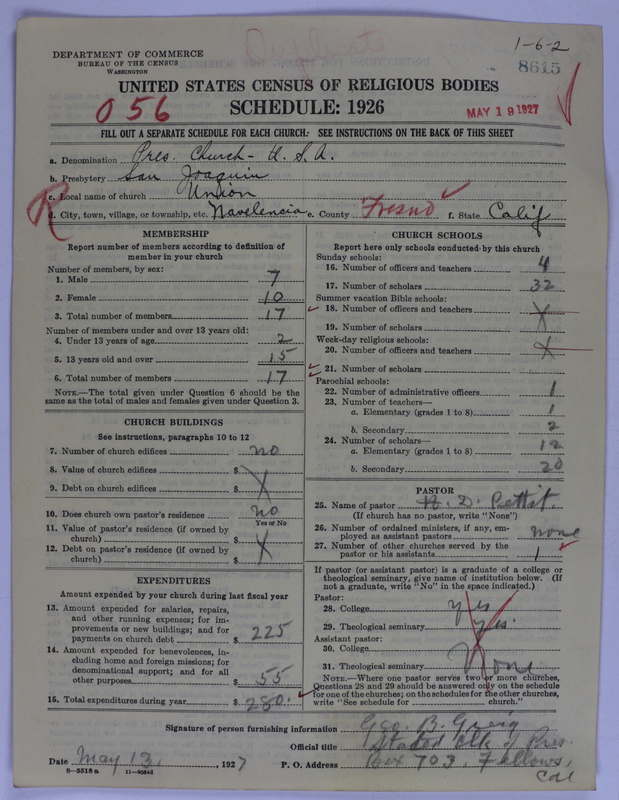 Duplicate
1-6-2
8615
DEPARTMENT OF COMMERCE
BUREAU OF THE CENSUS
WASHINGTON
UNITED STATES CENSUS OF RELIGIOUS BODIES
056
SCHEDULE: 1926
MAY 19 1927
FILL OUT A SEPARATE SCHEDULE FOR EACH CHURCH. SEE INSTRUCTIONS ON THE BACK OF THIS SHEET
a. Denomination Pres. Church - U.S.A.
b. Presbytery San Joaquin
c. Local name of church Union
R
d. City, town, village, or township, etc. Navelencia e. County Fresno f. State Calif
MEMBERSHIP
Report number of members according to definition of member in your church
Number of members, by sex:
1. Male 7
2. Female 10
3. Total number of members 17
Number of members under and over 13 years old:
4. Under 13 years of age 2
5. 13 years old and over 15
6. Total number of members 17
NOTE.—The total given under Question 6 should be the same as the total of males and females given under Question 3.
CHURCH BUILDINGS
See instructions, paragraphs 10 to 12
7. Number of church edifices no
8. Value of church edifices $ X
9. Debt on church edifices $
10. Does church own pastor's residence no
Yes or No
11. Value of pastor's residence (if owned by church) $ X
12. Debt on pastor's residence (if owned by church) $
EXPENDITURES
Amount expended by your church during last fiscal year
13. Amount expended for salaries, repairs, and other running expenses; for improvements or new buildings; and for payments on church debt $ 225
14. Amount expended for benevolences, including home and foreign missions; for denominational support; and for all other purposes $ 55
15. Total expenditures during year $ 280.
CHURCH SCHOOLS
Report here only schools conducted by this church
Sunday schools:
16. Number of officers and teachers 4
17. Number of scholars 32
Summer vacation Bible schools:
18. Number of officers and teachers X
19. Number of scholars
Week-day religious schools:
20. Number of officers and teachers X
21. Number of scholars
Parochial schools:
22. Number of administrative officers 1
23. Number of teachers—
a. Elementary (grades 1 to 8) 1
b. Secondary 2
24. Number of scholars—
a. Elementary (grades 1 to 8) 12
b. Secondary 20
PASTOR
25. Name of pastor R. D. Pettit.
(If church has no pastor, write "None")
26. Number of ordained ministers, if any, employed as assistant pastors none
27. Number of other churches served by the pastor or his assistants 1
If pastor (or assistant pastor) is a graduate of a college or theological seminary, give name of institution below. (If not a graduate, write "No" in the space indicated.)
Pastor:
28. College yes
29. Theological seminary yes.
Assistant pastor:
30. College
31. Theological seminary None
NOTE.—Where one pastor serves two or more churches, Questions 28 and 29 should be answered only on the schedule for one of the churches; on the schedules for the other churches, write "See schedule for church."
Signature of person furnishing information Geo. B. Greig
Official title Stated Clk of Pres.
Date May 13, 1927 P. O. Address Box 703, Fellows, Cal
8-5518a 11-4064d